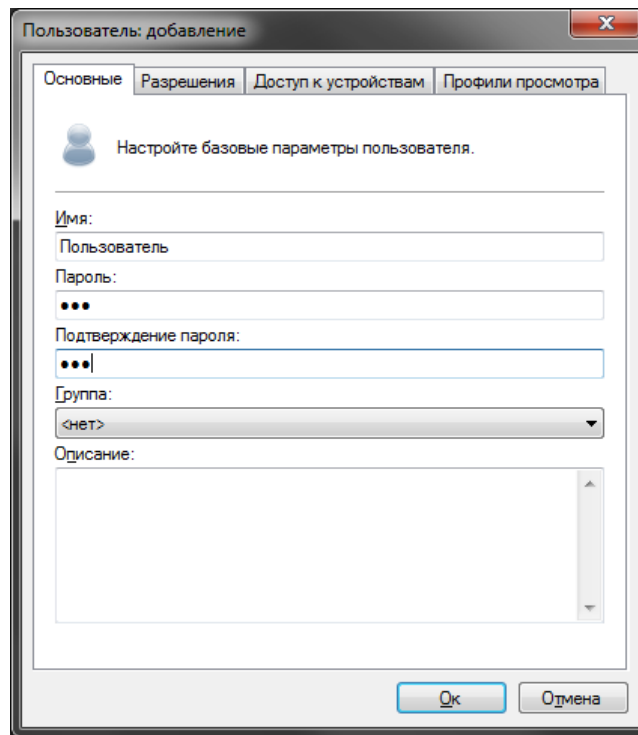 Пользователь: добавление
Основные Разрешения Доступ к устройствам Профили просмотра
Настройте базовые параметры пользователя.
Имя:
Пользователь
Пароль:
●●●
Подтверждение пароля:
●●●
Группа:
<нет>
Описание:
Ок Отмена